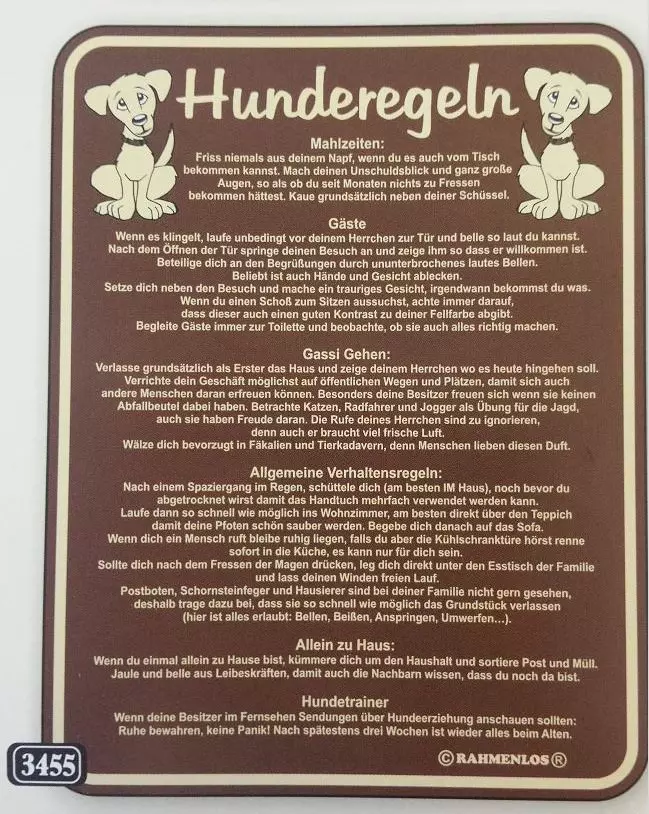 Hunderegeln
Mahlzeiten:
Friss niemals aus deinem Napf, wenn du es auch vom Tisch
bekommen kannst. Mach deinen Unschuldsblick und ganz große
Augen, so als ob du seit Monaten nichts zu Fressen
bekommen hättest. Kaue grundsätzlich neben deiner Schüssel.
Gäste
Wenn es klingelt, laufe unbedingt vor deinem Herrchen zur Tür und belle so laut du kannst.
Nach dem Öffnen der Tür springe deinen Besuch an und zeige ihm so dass er willkommen ist.
Beteilige dich an den Begrüßungen durch ununterbrochenes lautes Bellen.
Beliebt ist auch Hände und Gesicht ablecken.
Setze dich neben den Besuch und mache ein trauriges Gesicht, irgendwann bekommst du was.
Wenn du einen Schoß zum Sitzen aussuchst, achte immer darauf,
dass dieser auch einen guten Kontrast zu deiner Fellfarbe abgibt.
Begleite Gäste immer zur Toilette und beobachte, ob sie auch alles richtig machen.
Gassi Gehen:
Verlasse grundsätzlich als Erster das Haus und zeige deinem Herrchen wo es heute hingehen soll.
Verrichte dein Geschäft möglichst auf öffentlichen Wegen und Plätzen, damit sich auch
andere Menschen daran erfreuen können. Besonders deine Besitzer freuen sich wenn sie keinen
Abfallbeutel dabei haben. Betrachte Katzen, Radfahrer und Jogger als Übung für die Jagd,
auch sie haben Freude daran. Die Rufe deines Herrchen sind zu ignorieren,
denn auch er braucht viel frische Luft.
Wälze dich bevorzugt in Fäkalien und Tierkadavern, denn Menschen lieben diesen Duft.
Allgemeine Verhaltensregeln:
Nach einem Spaziergang im Regen, schüttele dich (am besten IM Haus), noch bevor du
abgetrocknet wirst damit das Handtuch mehrfach verwendet werden kann.
Laufe dann so schnell wie möglich ins Wohnzimmer, am besten direkt über den Teppich
damit deine Pfoten schön sauber werden. Begebe dich danach auf das Sofa.
Wenn dich ein Mensch ruft bleibe ruhig liegen, falls du aber die Kühlschranktüre hörst renne
sofort in die Küche, es kann nur für dich sein.
Sollte dich nach dem Fressen der Magen drücken, leg dich direkt unter den Esstisch der Familie
und lass deinen Winden freien Lauf.
Postboten, Schornsteinfeger und Hausierer sind bei deiner Familie nicht gern gesehen,
deshalb trage dazu bei, dass sie so schnell wie möglich das Grundstück verlassen
(hier ist alles erlaubt: Bellen, Beißen, Anspringen, Umwerfen...).
Allein zu Haus:
Wenn du einmal allein zu Hause bist, kümmere dich um den Haushalt und sortiere Post und Müll.
Jaule und belle aus Leibeskräften, damit auch die Nachbarn wissen, dass du noch da bist.
Hundetrainer
Wenn deine Besitzer im Fernsehen Sendungen über Hundeerziehung anschauen sollten:
Ruhe bewahren, keine Panik! Nach spätestens drei Wochen ist wieder alles beim Alten.
3455
© RAHMENLOS ®